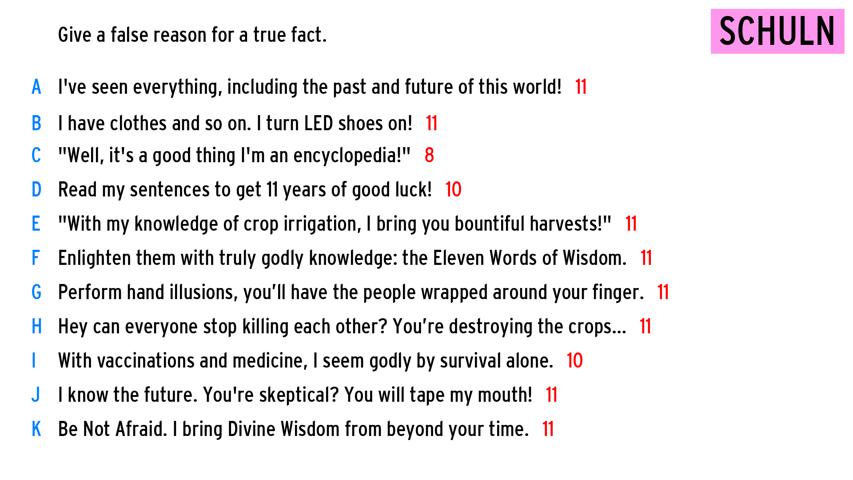 Give a false reason for a true fact.
SCHULN
A I've seen everything, including the past and future of this world! 11
B I have clothes and so on. I turn LED shoes on! 11
C "Well, it's a good thing I'm an encyclopedia!" 8
D Read my sentences to get 11 years of good luck! 10
E "With my knowledge of crop irrigation, I bring you bountiful harvests!" 11
F Enlighten them with truly godly knowledge: the Eleven Words of Wisdom. 11
G Perform hand illusions, you’ll have the people wrapped around your finger. 11
H Hey can everyone stop killing each other? You’re destroying the crops... 11
I With vaccinations and medicine, I seem godly by survival alone. 10
J I know the future. You're skeptical? You will tape my mouth! 11
K Be Not Afraid. I bring Divine Wisdom from beyond your time. 11